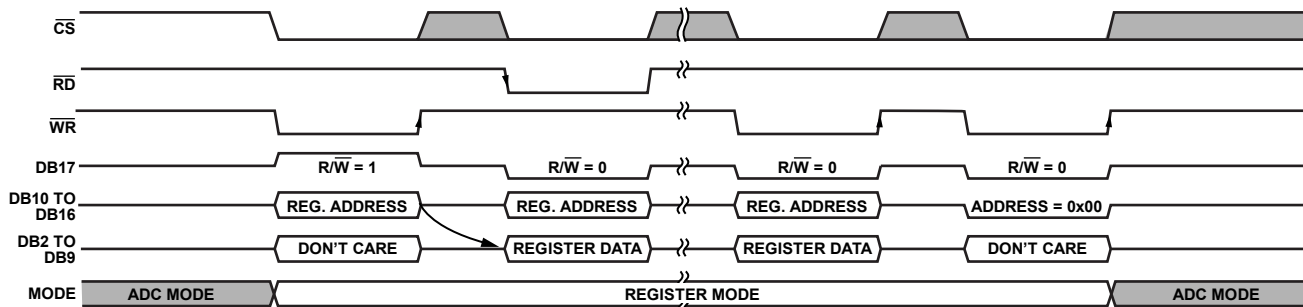 CS
RD
WR
DB17 R/W = 1 R/W = 0 R/W = 0 R/W = 0
DB10 TO DB16 REG. ADDRESS REG. ADDRESS REG. ADDRESS ADDRESS = 0x00
DB2 TO DB9 DON'T CARE REGISTER DATA REGISTER DATA DON'T CARE
MODE ADC MODE REGISTER MODE ADC MODE